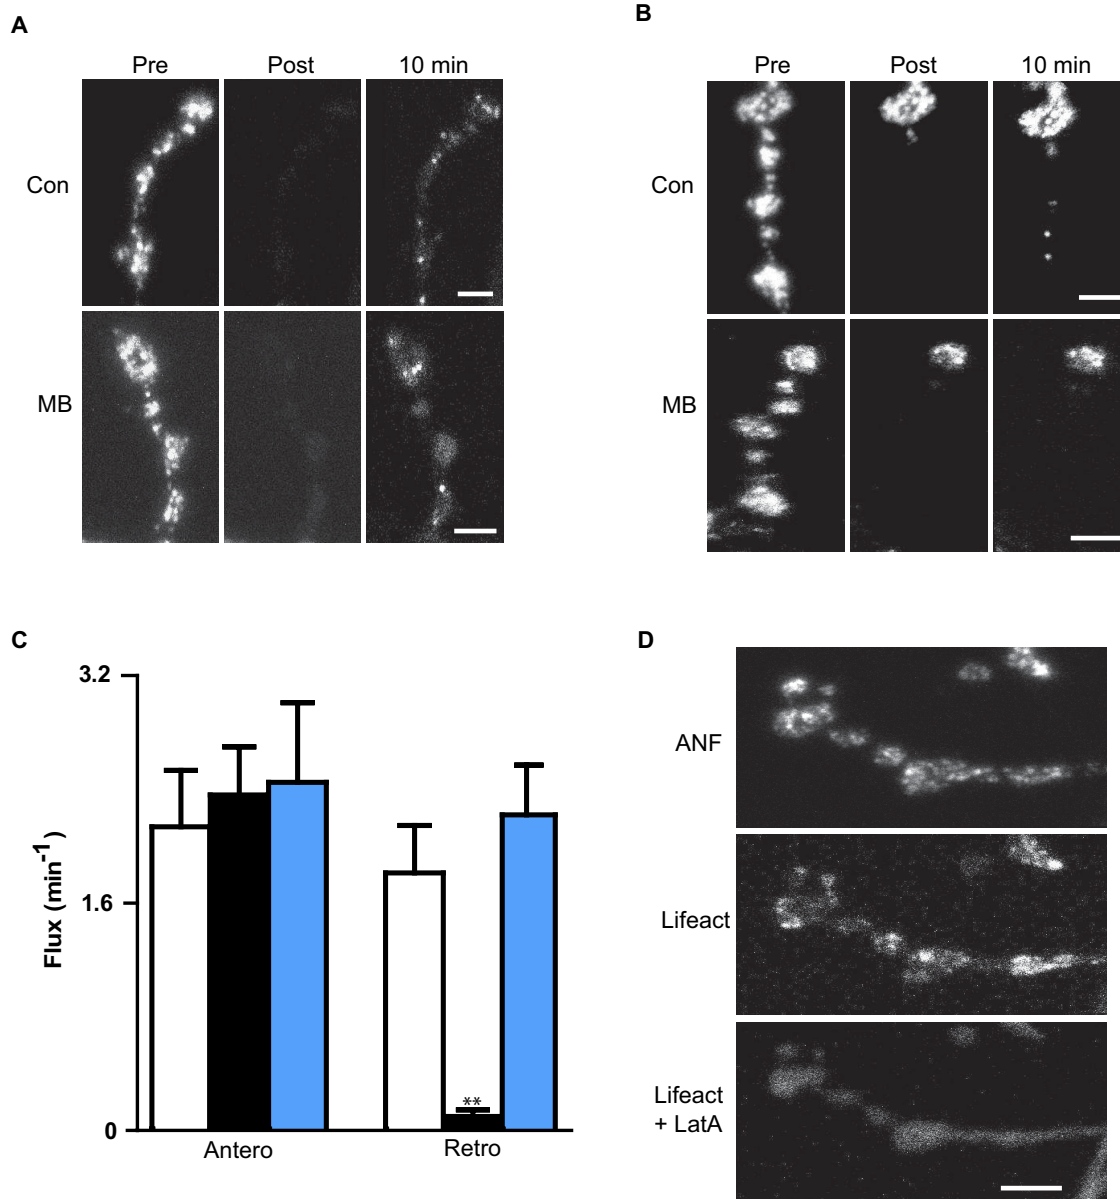 A
Pre Post 10 min
Con
MB
B
Pre Post 10 min
Con
MB
C
3.2
1.6
0
Flux (min-1)
**
Antero Retro
D
ANF
Lifeact
Lifeact
+ LatA